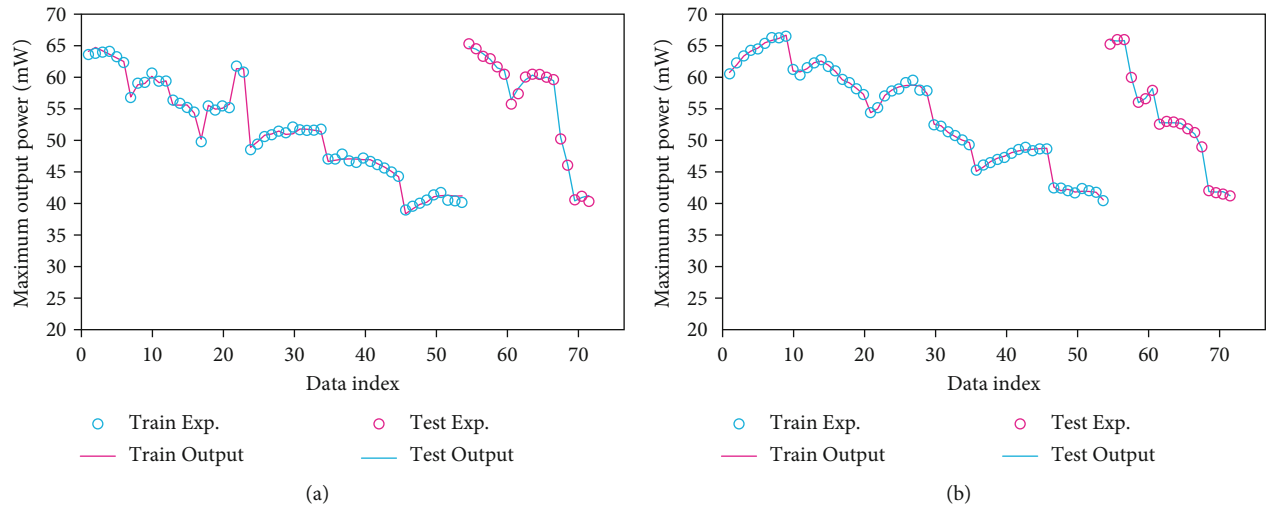 70
65
60
55
50
45
40
35
30
25
20
Maximum output power (mW)
0 10 20 30 40 50 60 70
Data index
Train Exp.
Test Exp.
Train Output
Test Output
(a)
70
65
60
55
50
45
40
35
30
25
20
Maximum output power (mW)
0 10 20 30 40 50 60 70
Data index
Train Exp.
Test Exp.
Train Output
Test Output
(b)